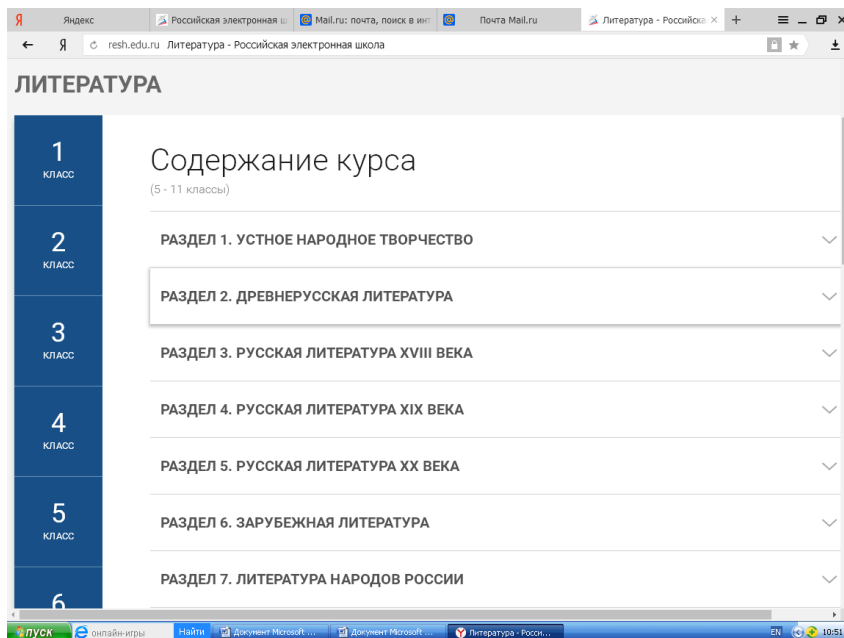 Я Яндекс Российская электронная ш Mail.ru: почта, поиск в инт Почта Mail.ru Литература - Российска
Я resh.edu.ru Литература - Российская электронная школа
ЛИТЕРАТУРА
1
КЛАСС
2
КЛАСС
3
КЛАСС
4
КЛАСС
5
КЛАСС
6
Содержание курса
(5 - 11 классы)
РАЗДЕЛ 1. УСТНОЕ НАРОДНОЕ ТВОРЧЕСТВО
РАЗДЕЛ 2. ДРЕВНЕРУССКАЯ ЛИТЕРАТУРА
РАЗДЕЛ 3. РУССКАЯ ЛИТЕРАТУРА XVIII ВЕКА
РАЗДЕЛ 4. РУССКАЯ ЛИТЕРАТУРА XIX ВЕКА
РАЗДЕЛ 5. РУССКАЯ ЛИТЕРАТУРА XX ВЕКА
РАЗДЕЛ 6. ЗАРУБЕЖНАЯ ЛИТЕРАТУРА
РАЗДЕЛ 7. ЛИТЕРАТУРА НАРОДОВ РОССИИ
пуск онлайн-игры Найти Документ Microsoft ... Документ Microsoft ... Литература - Росси... EN 10:51